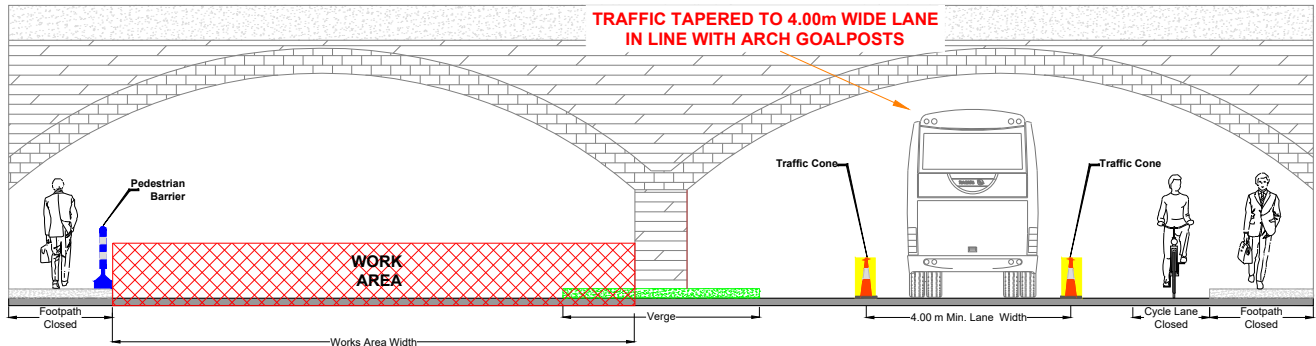 TRAFFIC TAPERED TO 4.00m WIDE LANE
IN LINE WITH ARCH GOALPOSTS
Pedestrian
Barrier
Traffic Cone
Traffic Cone
WORK
AREA
Footpath
Closed
Works Area Width
Verge
4.00 m Min. Lane Width
Cycle Lane
Closed
Footpath
Closed